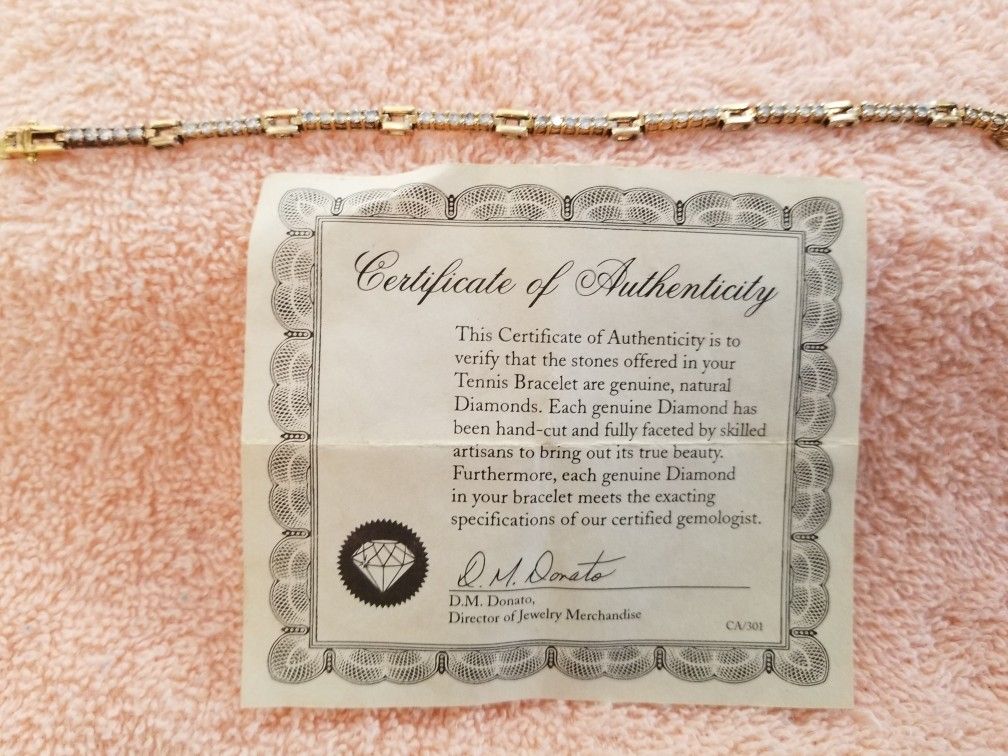 Certificate of Authenticity
This Certificate of Authenticity is to
verify that the stones offered in your
Tennis Bracelet are genuine, natural
Diamonds. Each genuine Diamond has
been hand-cut and fully faceted by skilled
artisans to bring out its true beauty.
Furthermore, each genuine Diamond
in your bracelet meets the exacting
specifications of our certified gemologist.
D. M. Donato
D.M. Donato,
Director of Jewelry Merchandise
CA/301